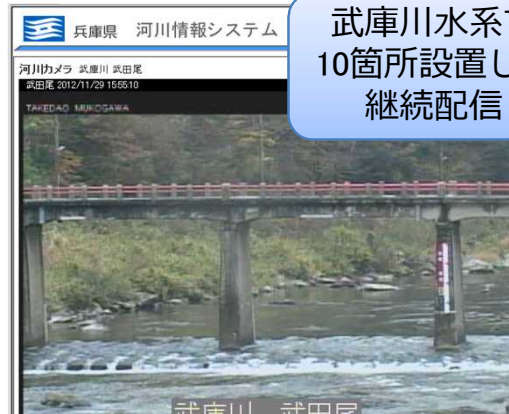 兵庫県 河川情報システム
武庫川水系
10箇所設置し
継続配信
河川カメラ 武庫川 武田尾
武田尾 2012/11/29 15:55:10
TAKEDAO MUKOGAWA
武庫川 武田尾